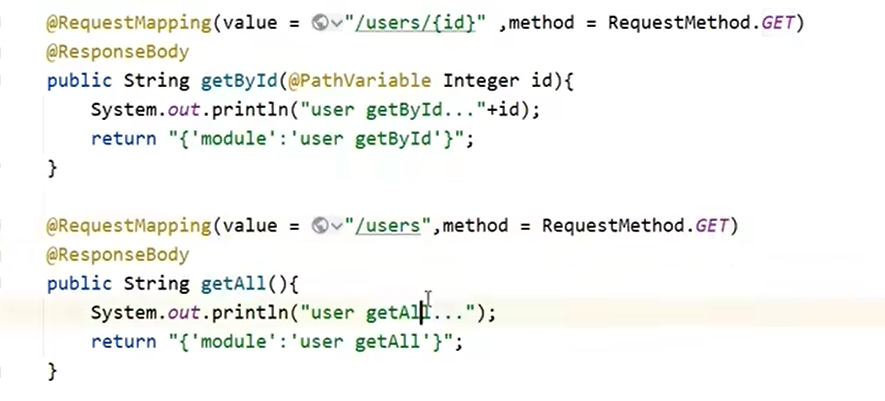 @RequestMapping(value = "/users/{id}" ,method = RequestMethod.GET)
@ResponseBody
public String getById(@PathVariable Integer id){
System.out.println("user getById..."+id);
return "{'module':'user getById'}";
}
@RequestMapping(value = "/users",method = RequestMethod.GET)
@ResponseBody
public String getAll(){
System.out.println("user getAll...");
return "{'module':'user getAll'}";
}